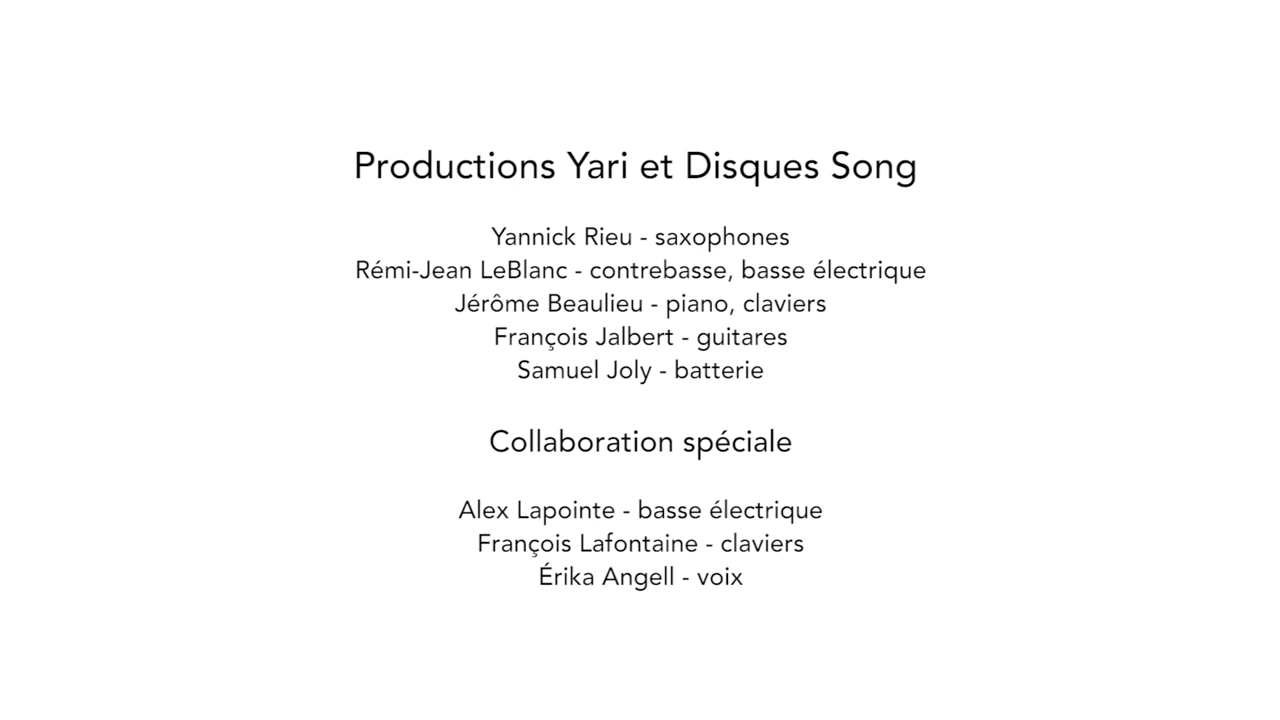 Productions Yari et Disques Song
Yannick Rieu - saxophones
Rémi-Jean LeBlanc - contrebasse, basse électrique
Jérôme Beaulieu - piano, claviers
François Jalbert - guitares
Samuel Joly - batterie
Collaboration spéciale
Alex Lapointe - basse électrique
François Lafontaine - claviers
Érika Angell - voix